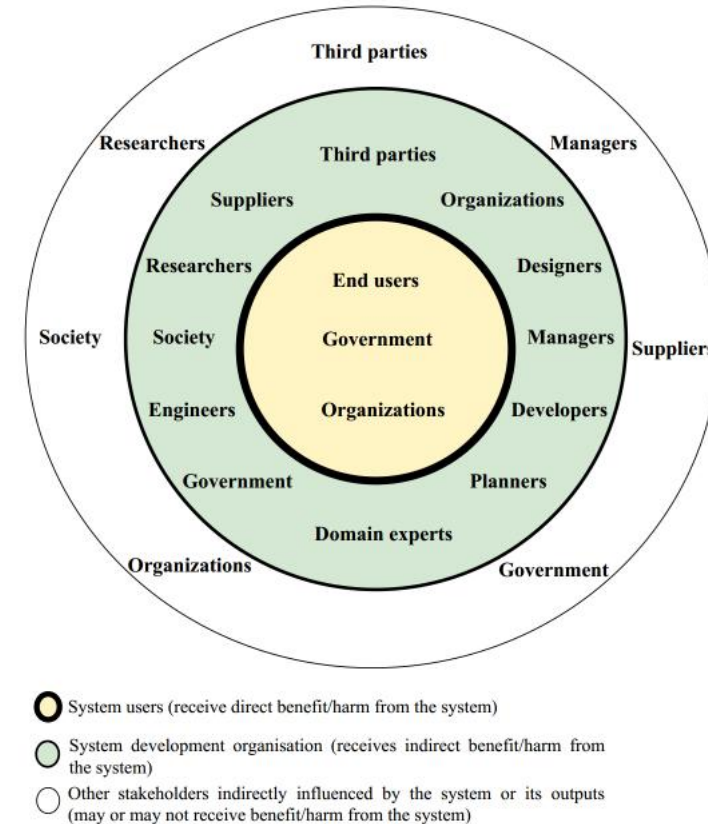 Third parties
Researchers
Managers
Third parties
Suppliers
Organizations
Researchers
Designers
End users
Society
Society
Government
Managers
Suppliers
Engineers
Organizations
Developers
Government
Planners
Domain experts
Organizations
Government
System users (receive direct benefit/harm from the system)
System development organisation (receives indirect benefit/harm from
the system)
Other stakeholders indirectly influenced by the system or its outputs
(may or may not receive benefit/harm from the system)